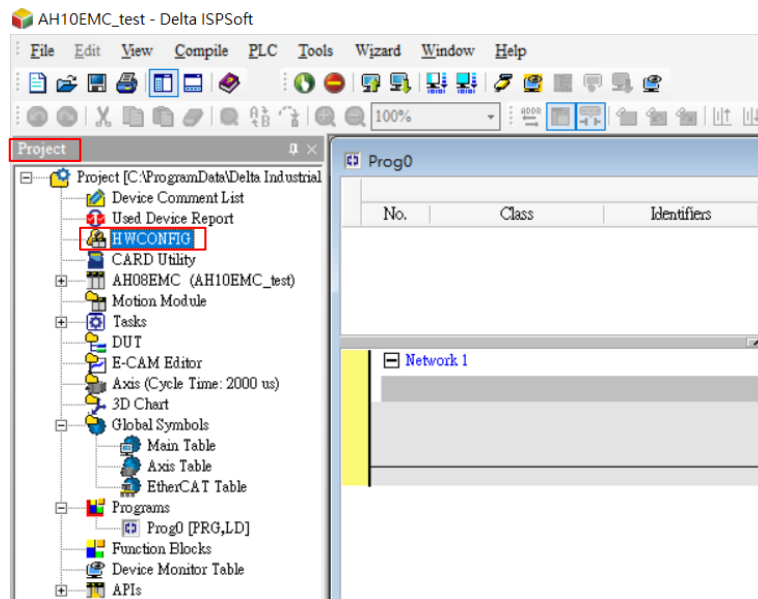 AH10EMC_test - Delta ISPSoft
File Edit View Compile PLC Tools Wizard Window Help
100%
ADDR
Project
Prog0
Project [C:\ProgramData\Delta Industrial
Device Comment List
No. Class Identifiers
Used Device Report
HWCONFIG
CARD Utility
AH08EMC (AH10EMC_test)
Motion Module
Tasks
DUT
Network 1
E-CAM Editor
Axis (Cycle Time: 2000 us)
3D Chart
Global Symbols
Main Table
Axis Table
EtherCAT Table
Programs
Prog0 [PRG,LD]
Function Blocks
Device Monitor Table
APIs